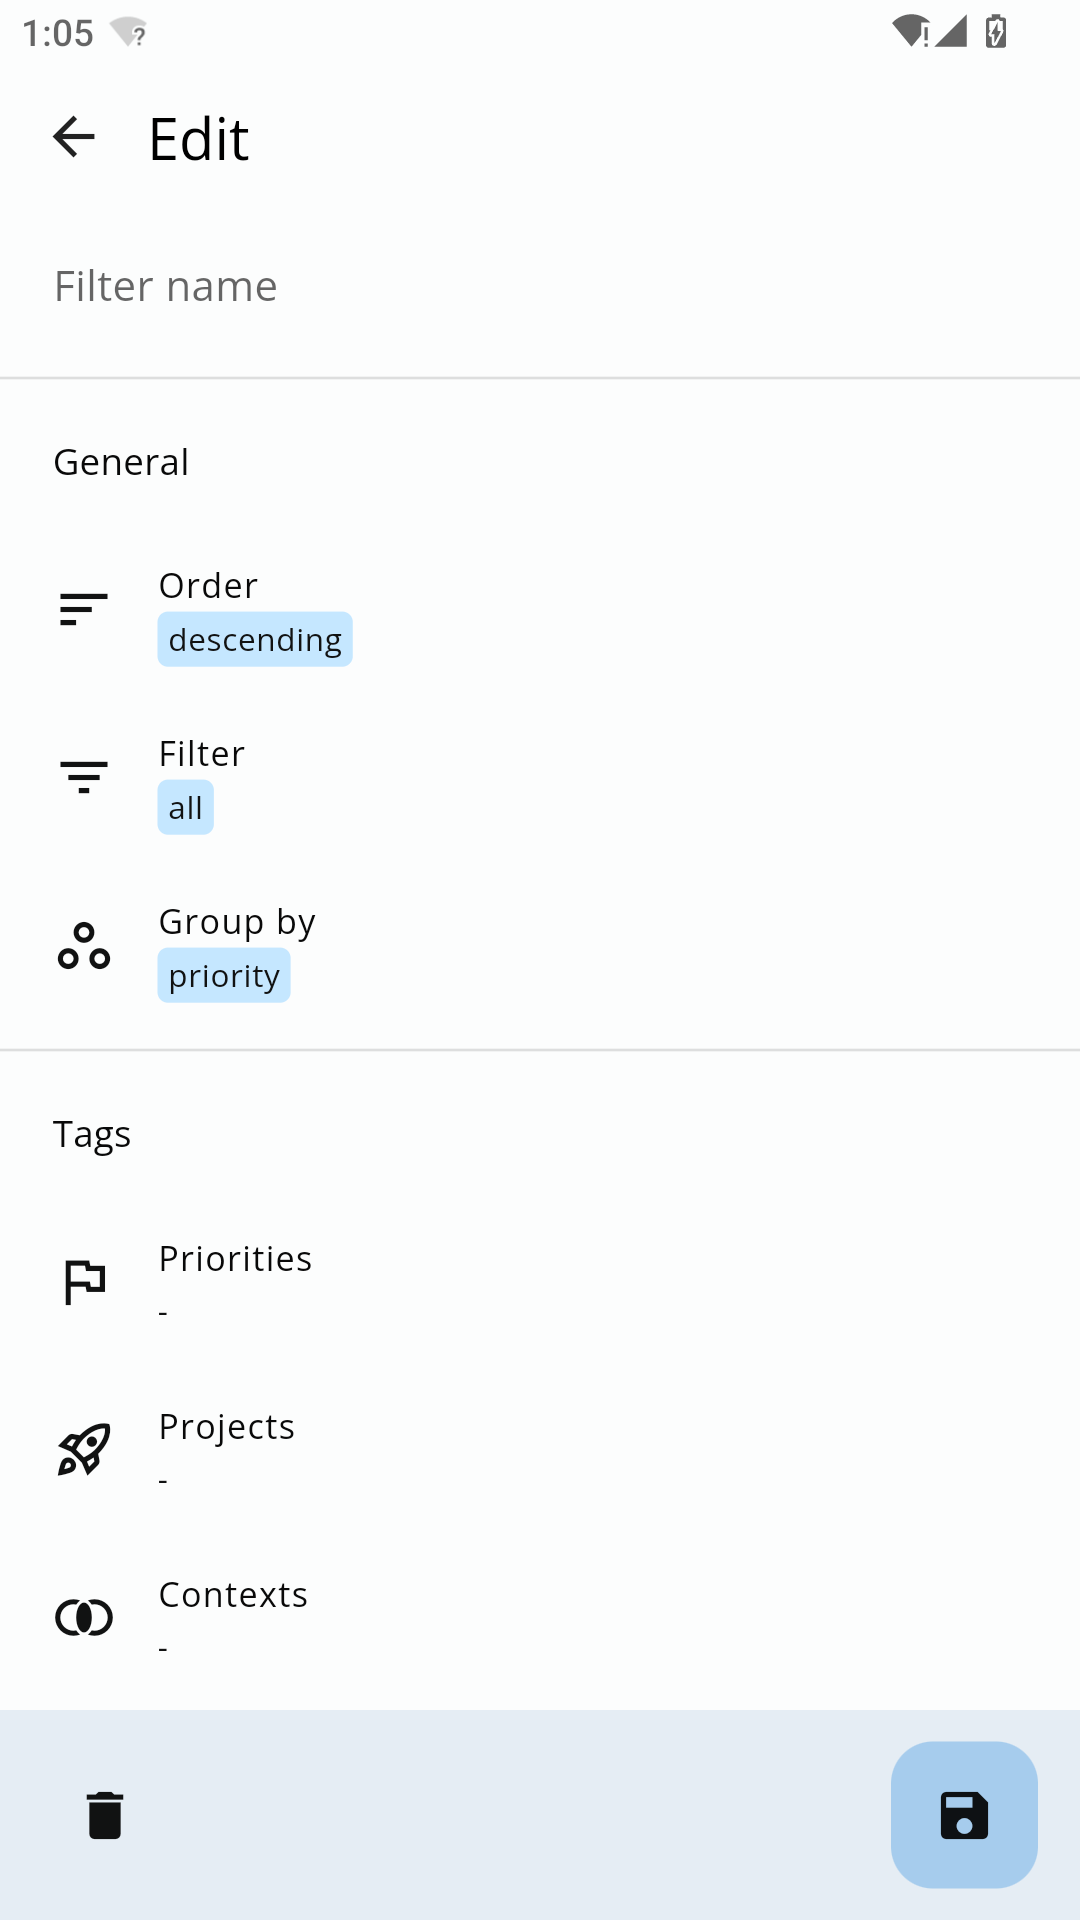 1:05
Edit
Filter name
General
Order
descending
Filter
all
Group by
priority
Tags
Priorities
-
Projects
-
Contexts
-